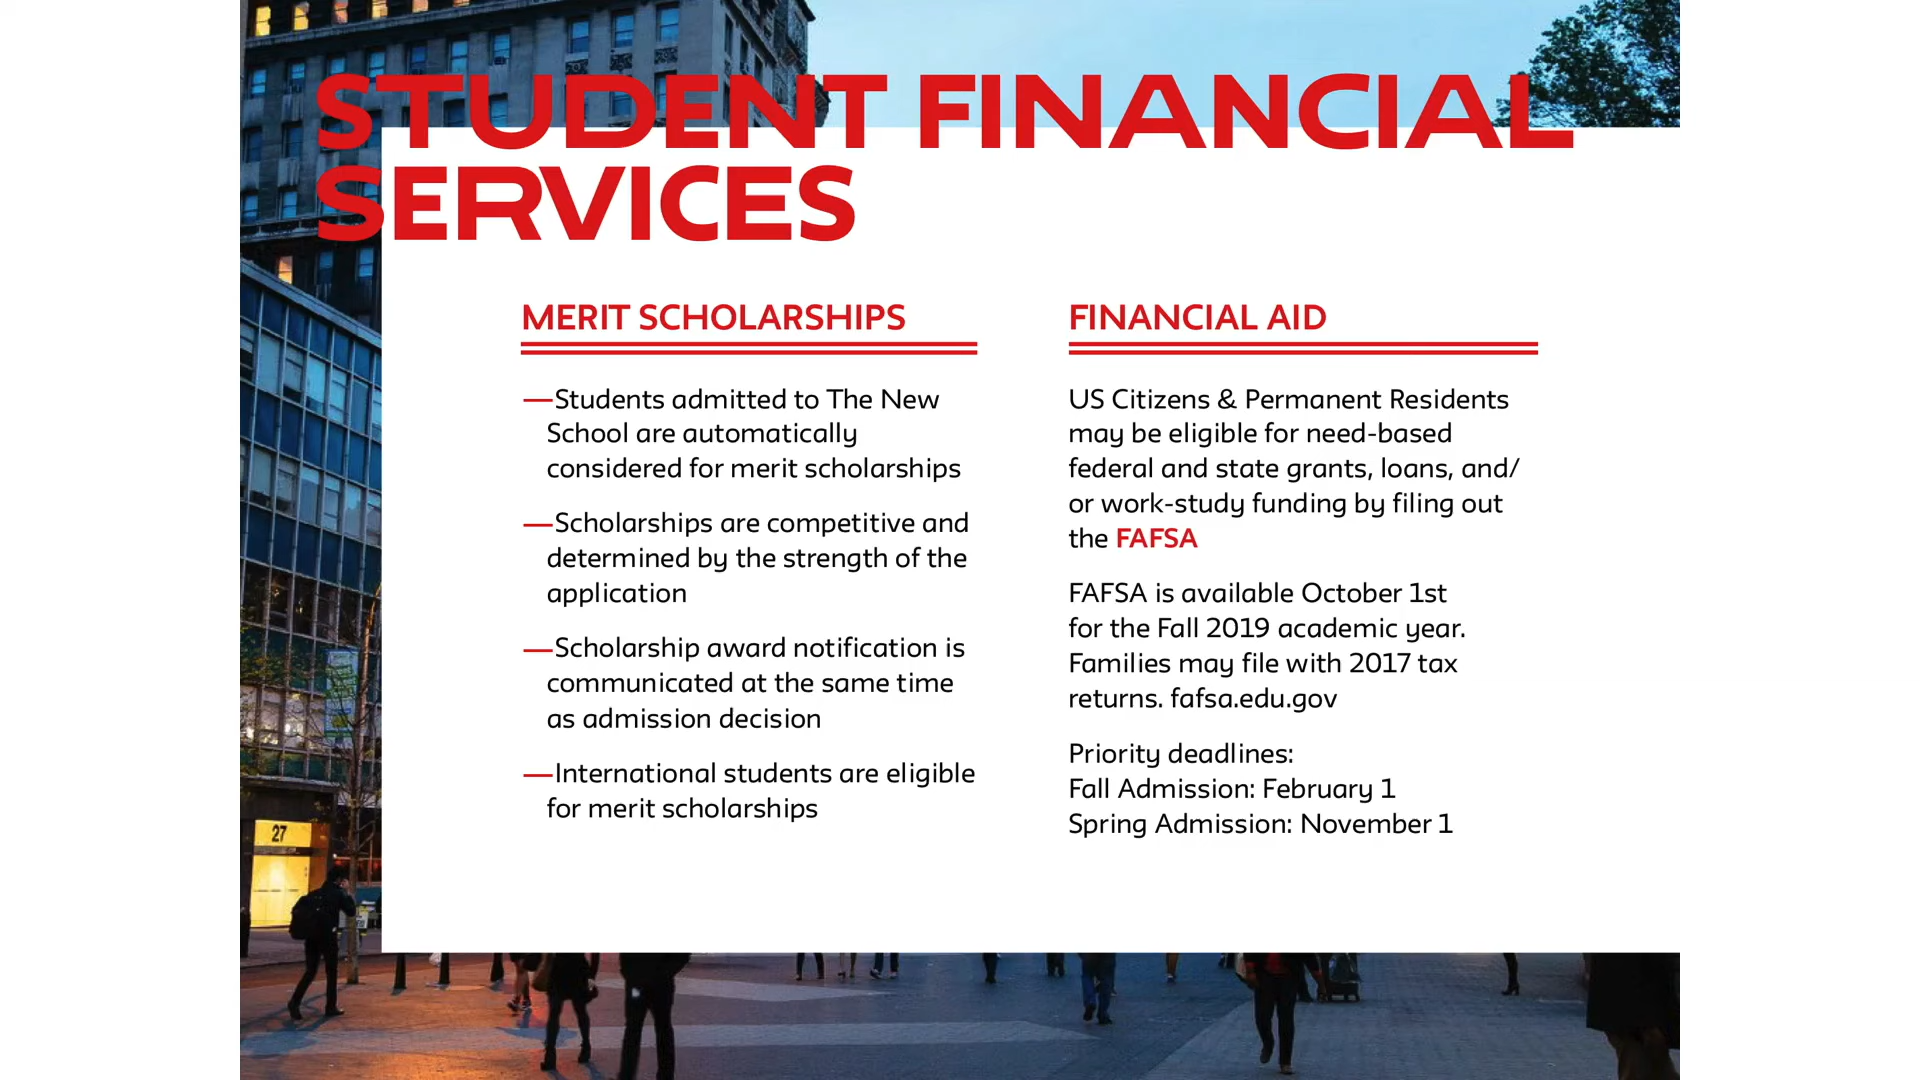 STUDENT FINANCIAL
SERVICES
MERIT SCHOLARSHIPS
—Students admitted to The New
School are automatically
considered for merit scholarships
—Scholarships are competitive and
determined by the strength of the
application
—Scholarship award notification is
communicated at the same time
as admission decision
—International students are eligible
for merit scholarships
FINANCIAL AID
US Citizens & Permanent Residents
may be eligible for need-based
federal and state grants, loans, and/
or work-study funding by filing out
the FAFSA
FAFSA is available October 1st
for the Fall 2019 academic year.
Families may file with 2017 tax
returns. fafsa.edu.gov
Priority deadlines:
Fall Admission: February 1
Spring Admission: November 1
27